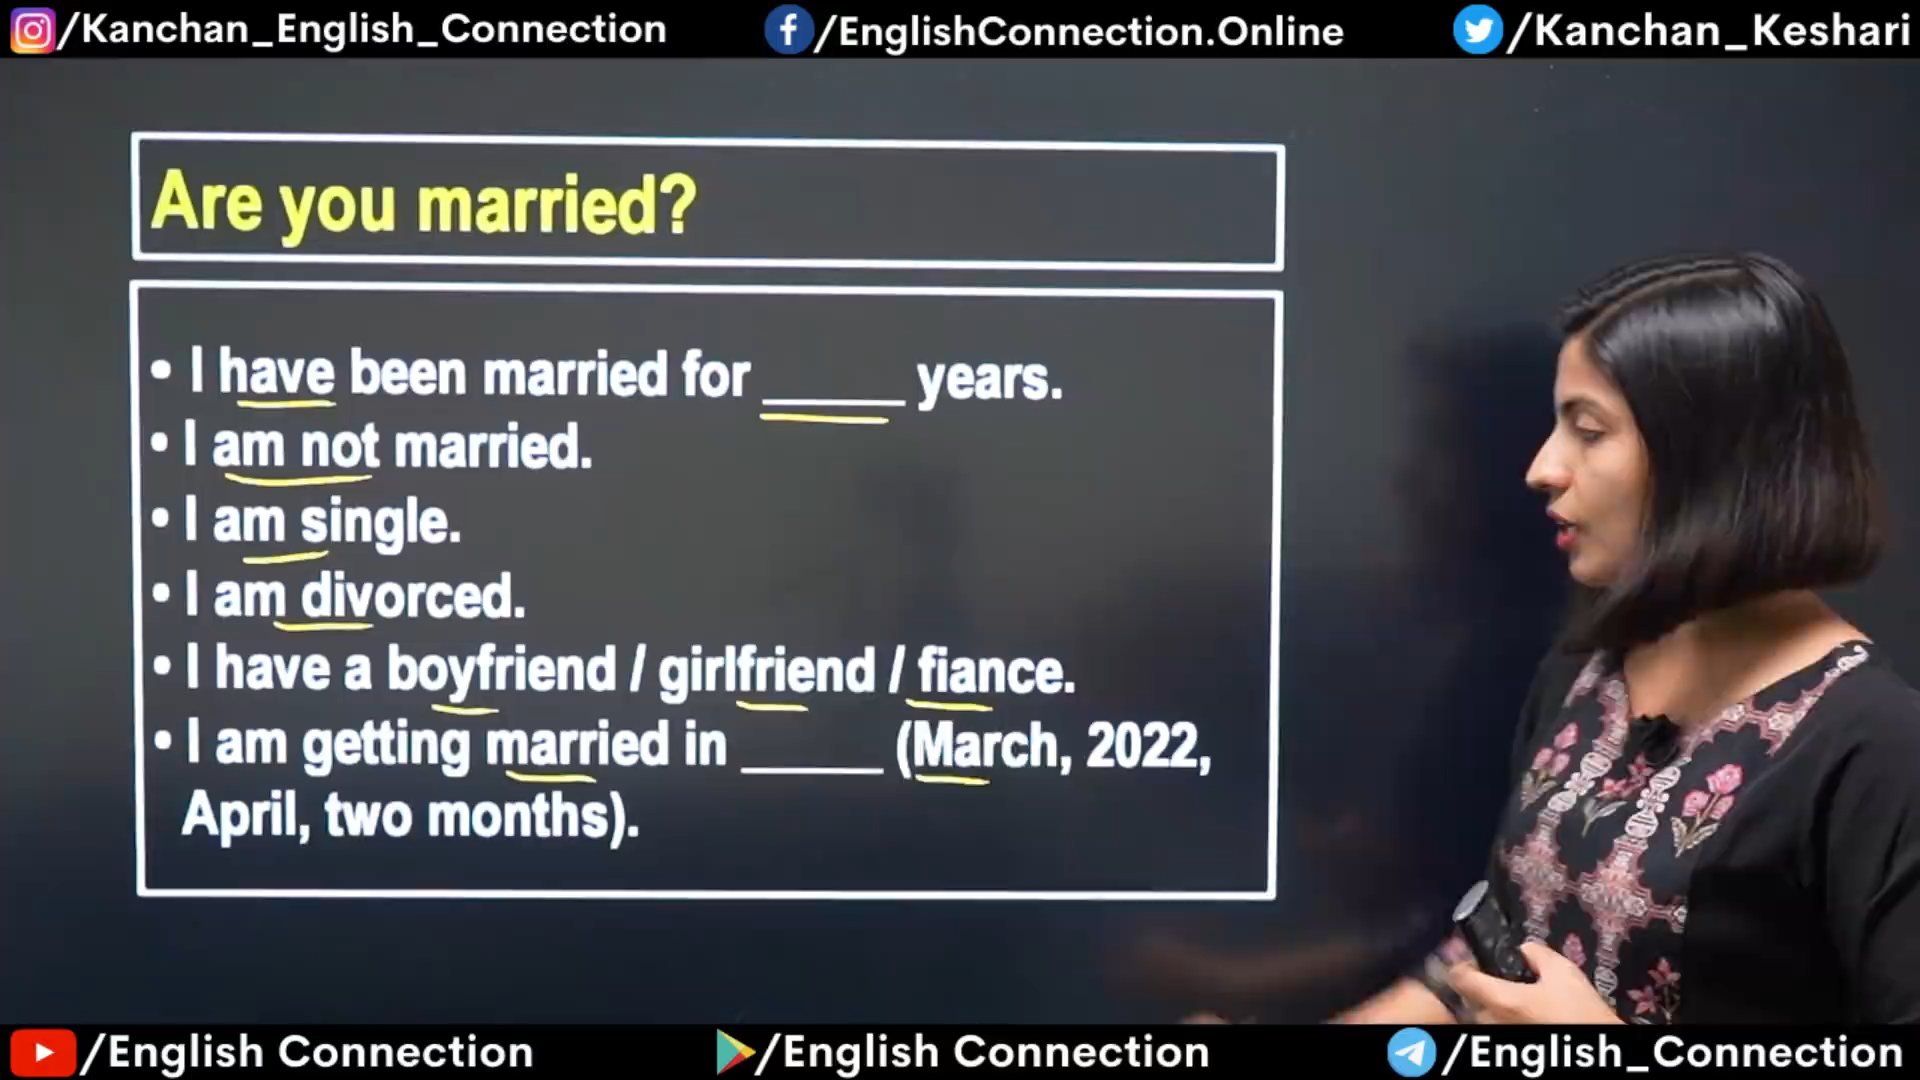 /Kanchan_English_Connection
/EnglishConnection.Online
/Kanchan_Keshari
Are you married?
• I have been married for _____ years.
• I am not married.
• I am single.
• I am divorced.
• I have a boyfriend / girlfriend / fiance.
• I am getting married in _____ (March, 2022,
April, two months).
/English Connection
/English Connection
/English_Connection